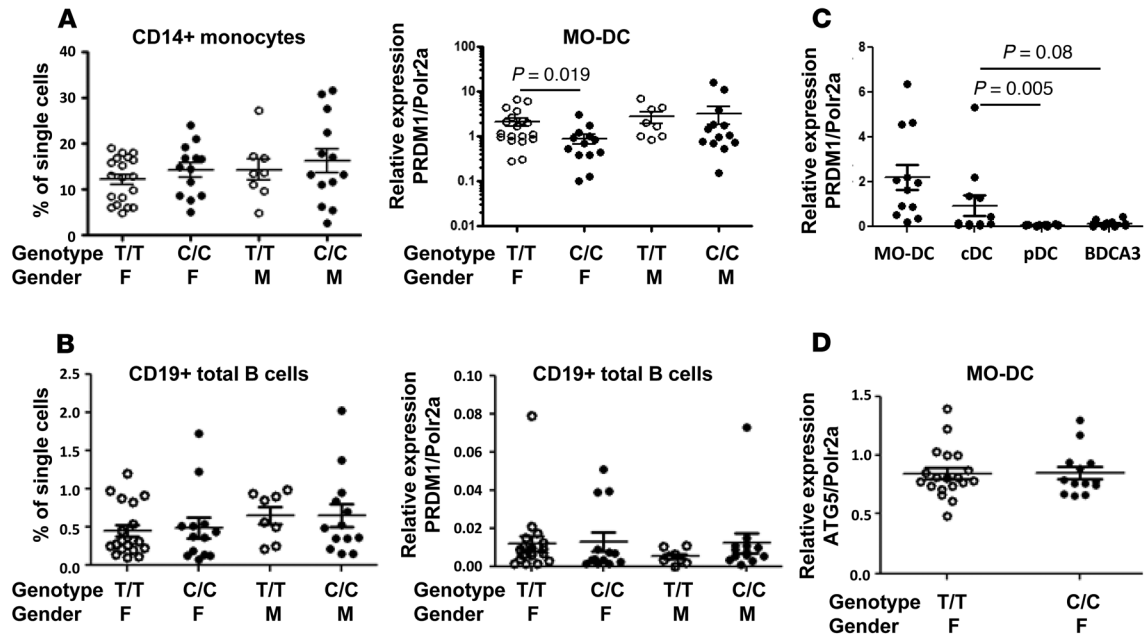 A
CD14+ monocytes
% of single cells
40
30
20
10
0
Genotype T/T C/C T/T C/C
Gender F F M M
MO-DC
Relative expression
PRDM1/Polr2a
100
10
1
0.1
0.01
P = 0.019
T/T C/C T/T C/C
F F M M
C
Relative expression
PRDM1/Polr2a
8
6
4
2
0
P = 0.08
P = 0.005
MO-DC cDC pDC BDCA3
B
CD19+ total B cells
% of single cells
2.5
2.0
1.5
1.0
0.5
0.0
Genotype T/T C/C T/T C/C
Gender F F M M
CD19+ total B cells
Relative expression
PRDM1/Polr2a
0.10
0.08
0.06
0.04
0.02
0.00
T/T C/C T/T C/C
F F M M
D
MO-DC
Relative expression
ATG5/Polr2a
1.5
1.0
0.5
0.0
Genotype T/T C/C
Gender F F